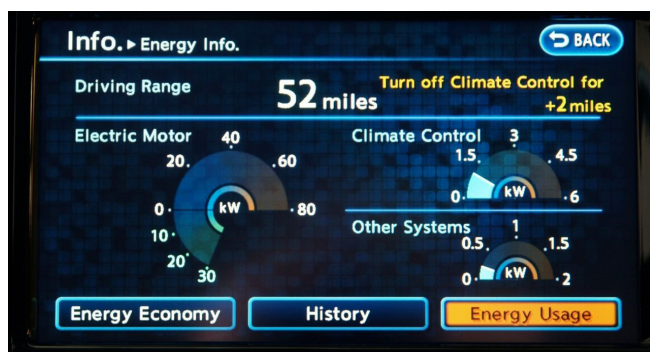 Info. ▸ Energy Info.
BACK
Driving Range
52 miles
Turn off Climate Control for
+2 miles
Electric Motor
40
20
60
0
80
kW
10
20
30
Climate Control
3
1.5
4.5
0
kW
6
Other Systems
1
0.5
1.5
0
kW
2
Energy Economy
History
Energy Usage